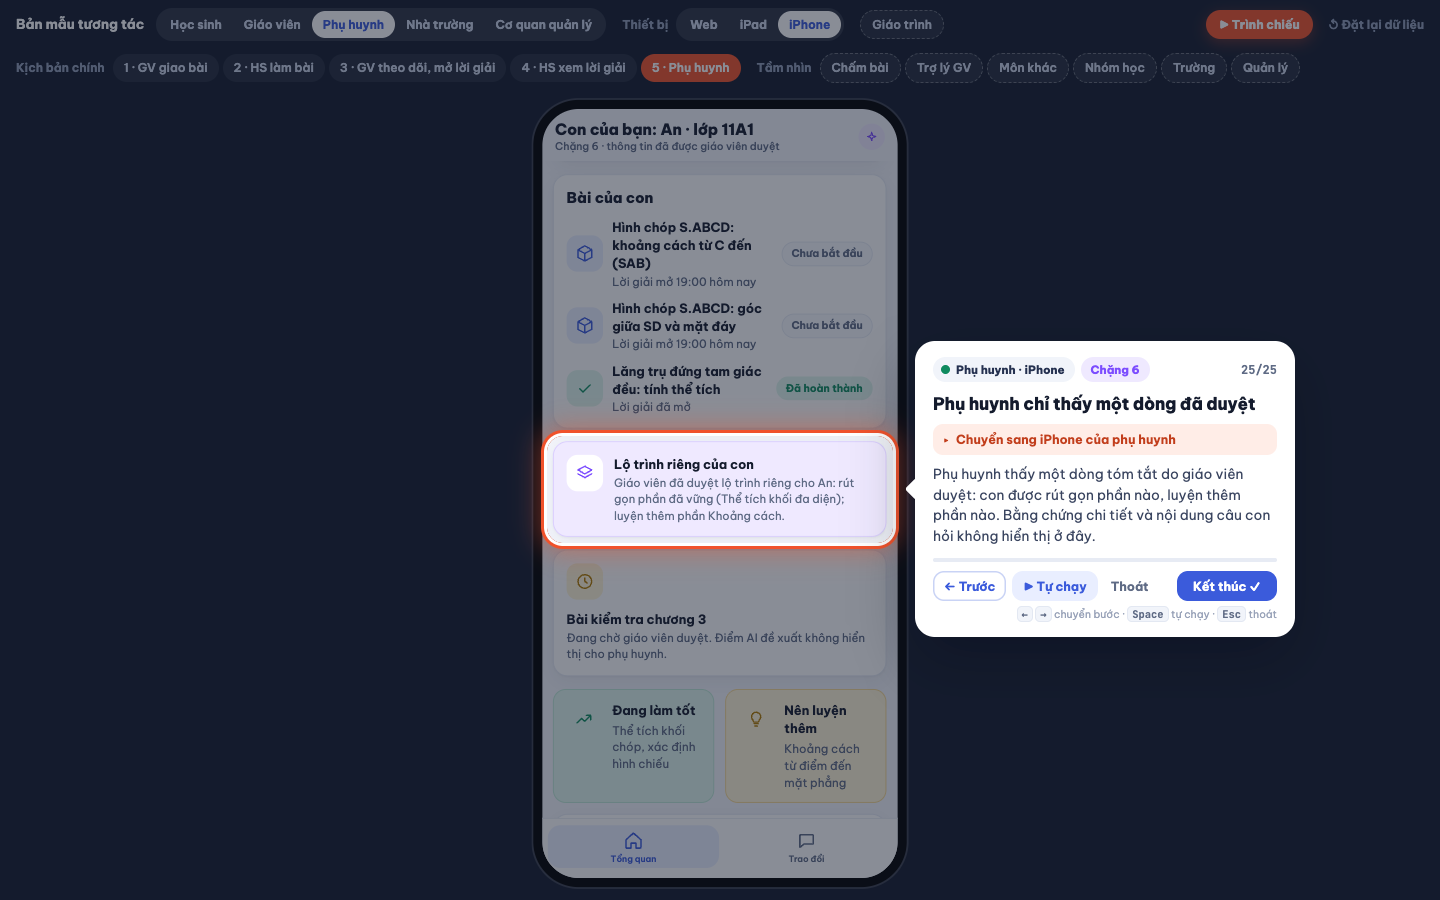 Bản mẫu tương tác
Học sinh
Giáo viên
Phụ huynh
Nhà trường
Cơ quan quản lý
Thiết bị
Web
iPad
iPhone
Giáo trình
Trình chiếu
Đặt lại dữ liệu
Kịch bản chính
1 · GV giao bài
2 · HS làm bài
3 · GV theo dõi, mở lời giải
4 · HS xem lời giải
5 · Phụ huynh
Tầm nhìn
Chấm bài
Trợ lý GV
Môn khác
Nhóm học
Trường
Quản lý
Con của bạn: An · lớp 11A1
Chặng 6 · thông tin đã được giáo viên duyệt
Bài của con
Hình chóp S.ABCD:
khoảng cách từ C đến
(SAB)
Lời giải mở 19:00 hôm nay
Chưa bắt đầu
Hình chóp S.ABCD: góc
giữa SD và mặt đáy
Lời giải mở 19:00 hôm nay
Chưa bắt đầu
Lăng trụ đứng tam giác
đều: tính thể tích
Lời giải đã mở
Đã hoàn thành
Lộ trình riêng của con
Giáo viên đã duyệt lộ trình riêng cho An: rút
gọn phần đã vững (Thể tích khối đa diện);
luyện thêm phần Khoảng cách.
Bài kiểm tra chương 3
Đang chờ giáo viên duyệt. Điểm AI đề xuất không hiển
thị cho phụ huynh.
Đang làm tốt
Thể tích khối
chóp, xác định
hình chiếu
Nên luyện
thêm
Khoảng cách
từ điểm đến
mặt phẳng
Tổng quan
Trao đổi
Phụ huynh · iPhone
Chặng 6
25/25
Phụ huynh chỉ thấy một dòng đã duyệt
▸ Chuyển sang iPhone của phụ huynh
Phụ huynh thấy một dòng tóm tắt do giáo viên
duyệt: con được rút gọn phần nào, luyện thêm
phần nào. Bằng chứng chi tiết và nội dung câu con
hỏi không hiển thị ở đây.
← Trước
▶ Tự chạy
Thoát
Kết thúc ✓
← → chuyển bước · Space tự chạy · Esc thoát